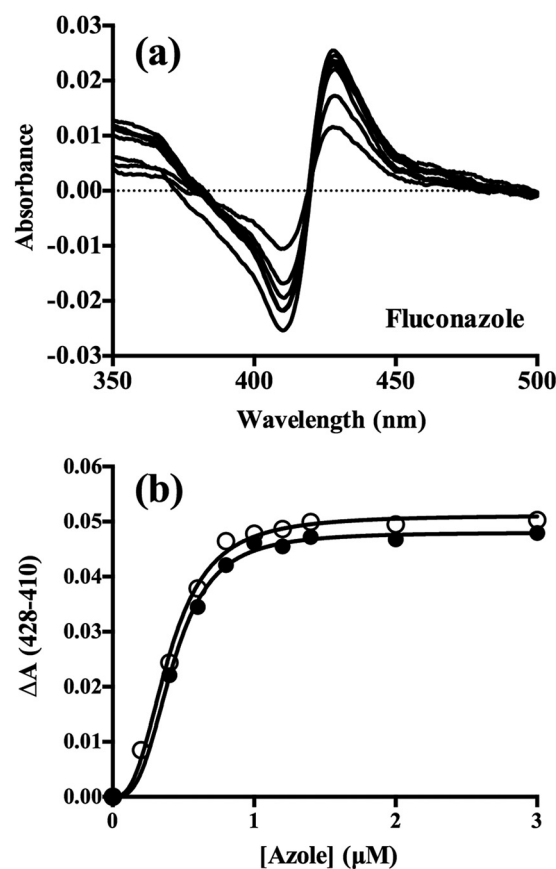 (a)
0.03
0.02
0.01
0.00
-0.01
-0.02
-0.03
Absorbance
Fluconazole
350 400 450 500
Wavelength (nm)
(b)
0.06
0.05
0.04
0.03
0.02
0.01
0.00
ΔA (428-410)
0 1 2 3
[Azole] (μM)